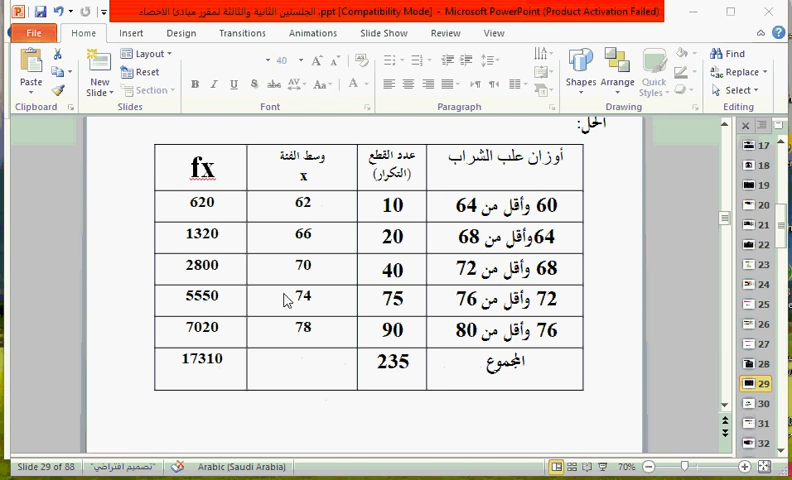 الجلستين الثانية والثالثة لمقرر مبادئ الاحصاء.ppt [Compatibility Mode] - Microsoft PowerPoint (Product Activation Failed)
File Home Insert Design Transitions Animations Slide Show Review View
Paste
Clipboard
New Slide
Layout
Reset
Section
Slides
40
B I U S abc AV Aa A
Font
Paragraph
Shapes Arrange Quick Styles
Drawing
Find
Replace
Select
Editing
الحل:
أوزان علب الشراب عدد القطع (التكرار) وسط الفئة x fx
60 وأقل من 64 10 62 620
64وأقل من 68 20 66 1320
68 وأقل من 72 40 70 2800
72 وأقل من 76 75 74 5550
76 وأقل من 80 90 78 7020
المجموع 235 17310
17
18
19
20
21
22
23
24
25
26
27
28
29
30
31
32
Slide 29 of 88 "تصميم افتراضي" Arabic (Saudi Arabia) 70%